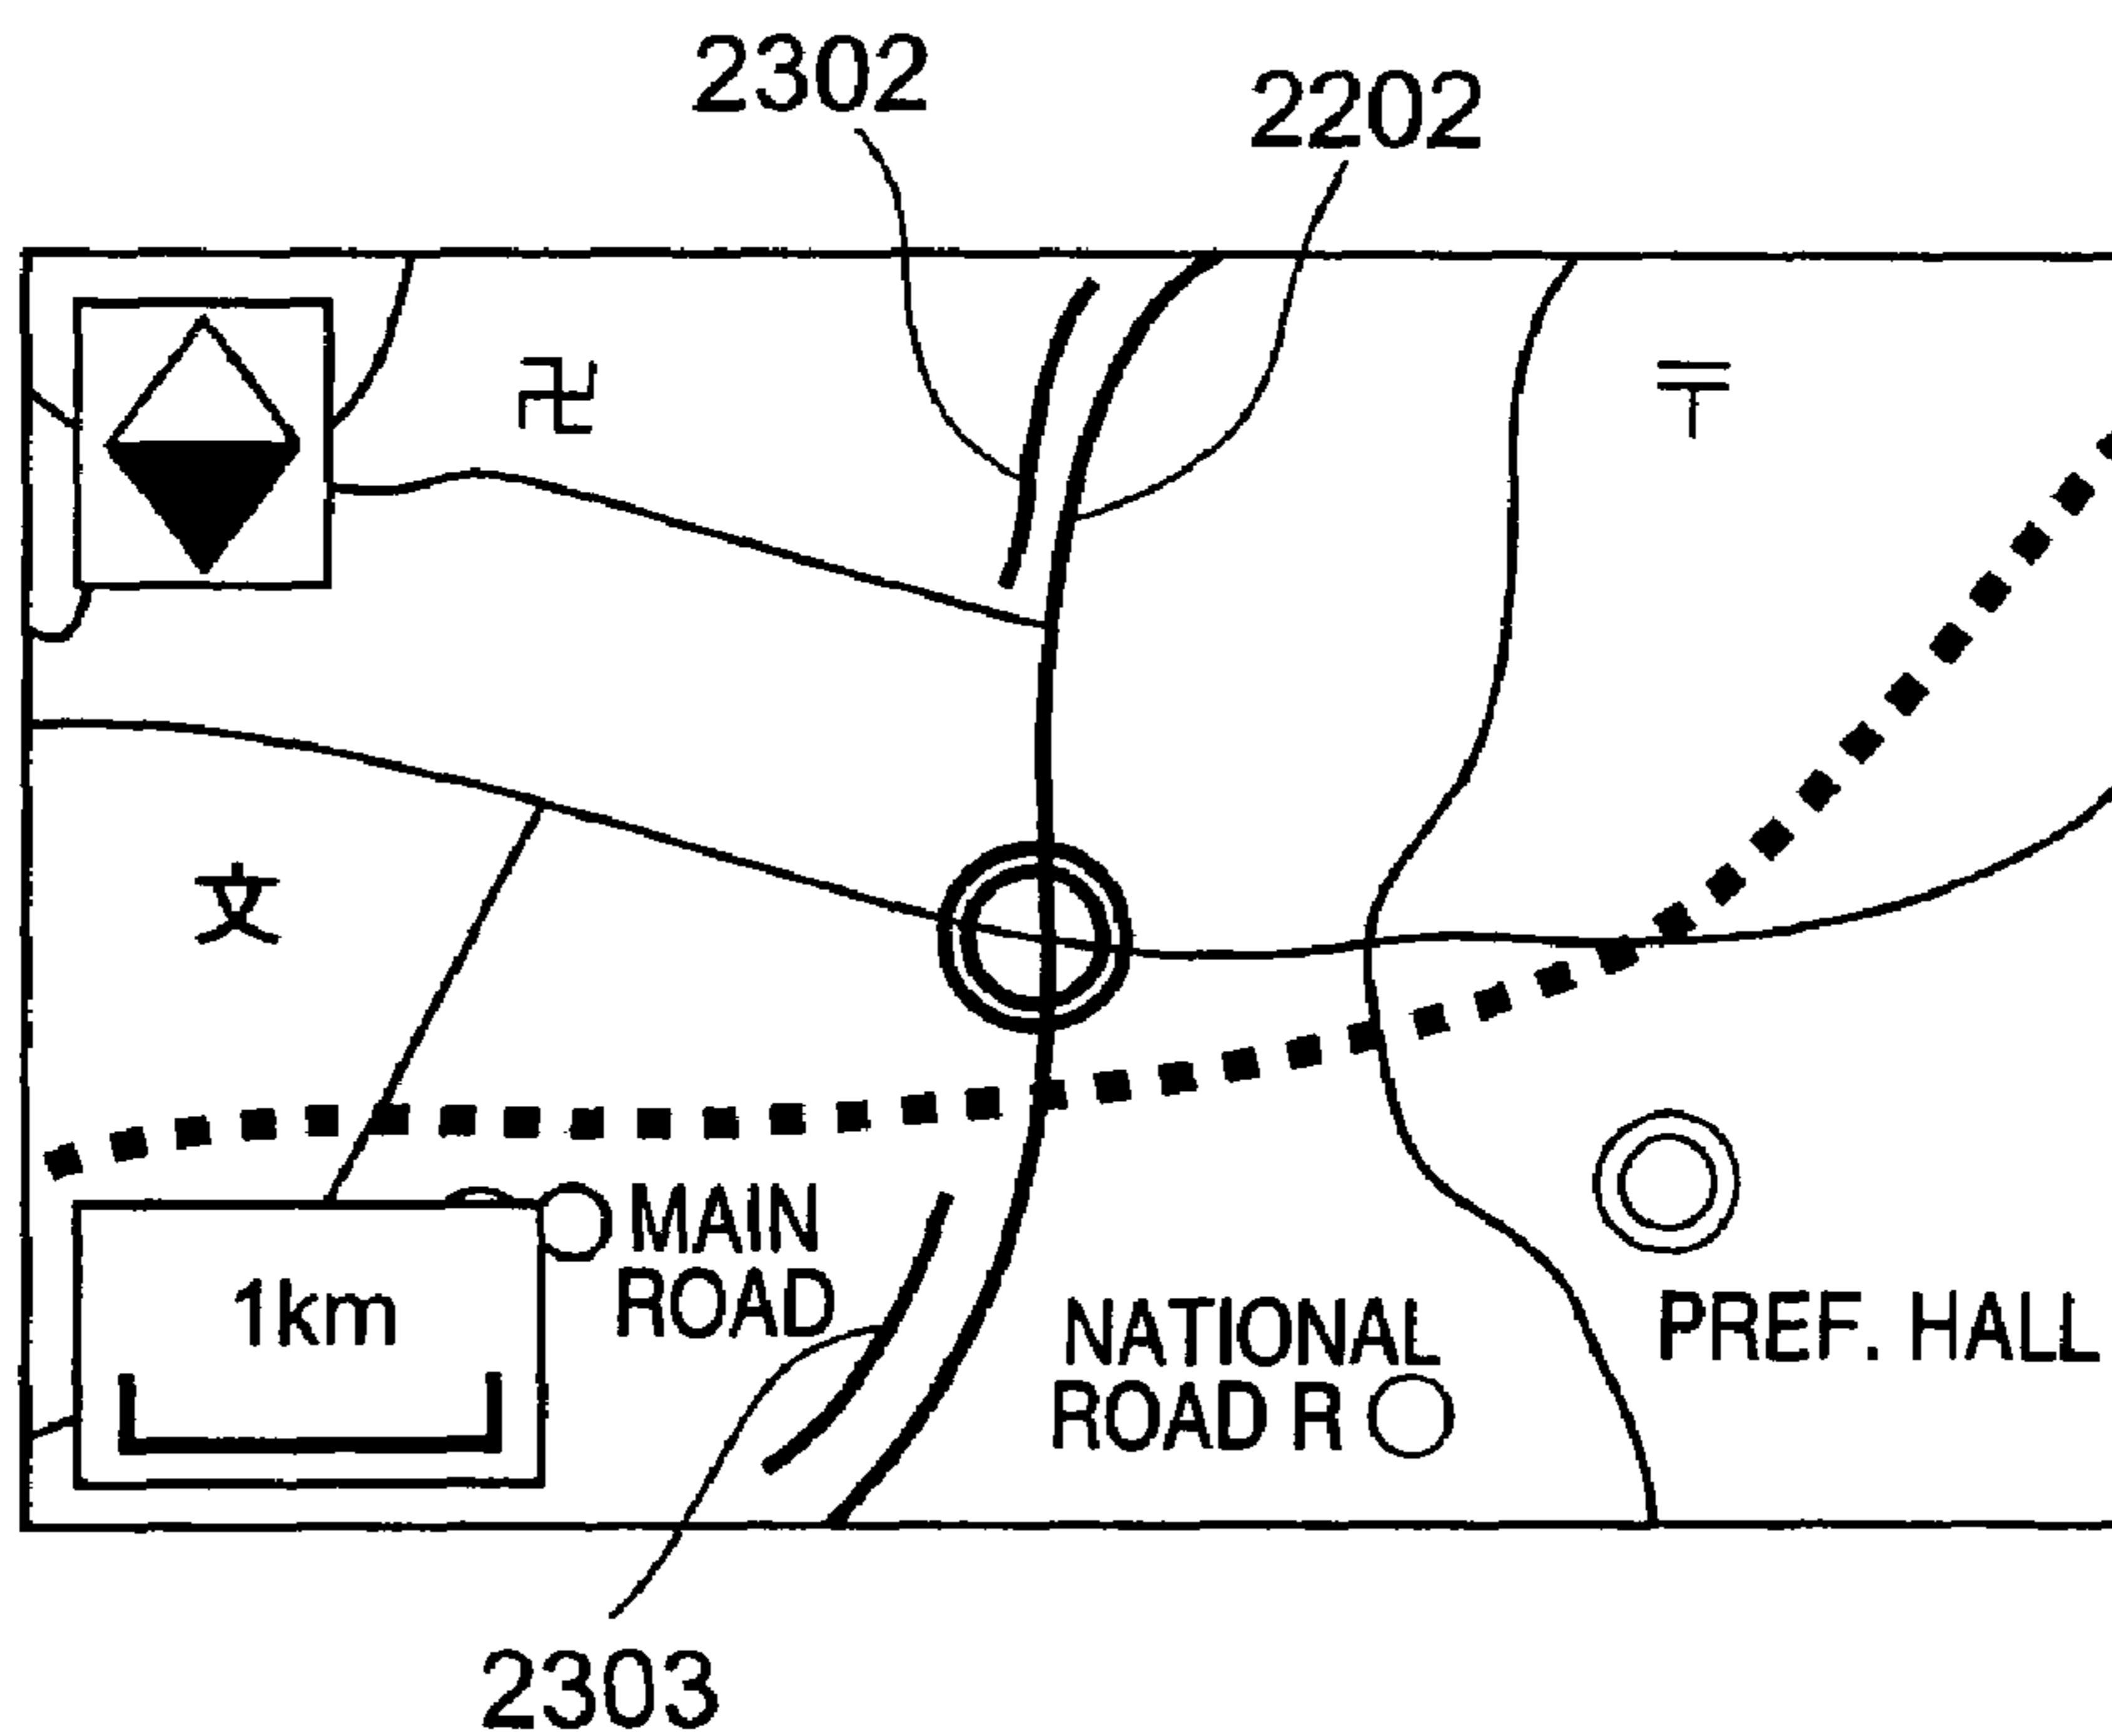 2302
2202
卍
〒
文
MAIN
ROAD
1km
NATIONAL
ROAD R
PREF. HALL
2303